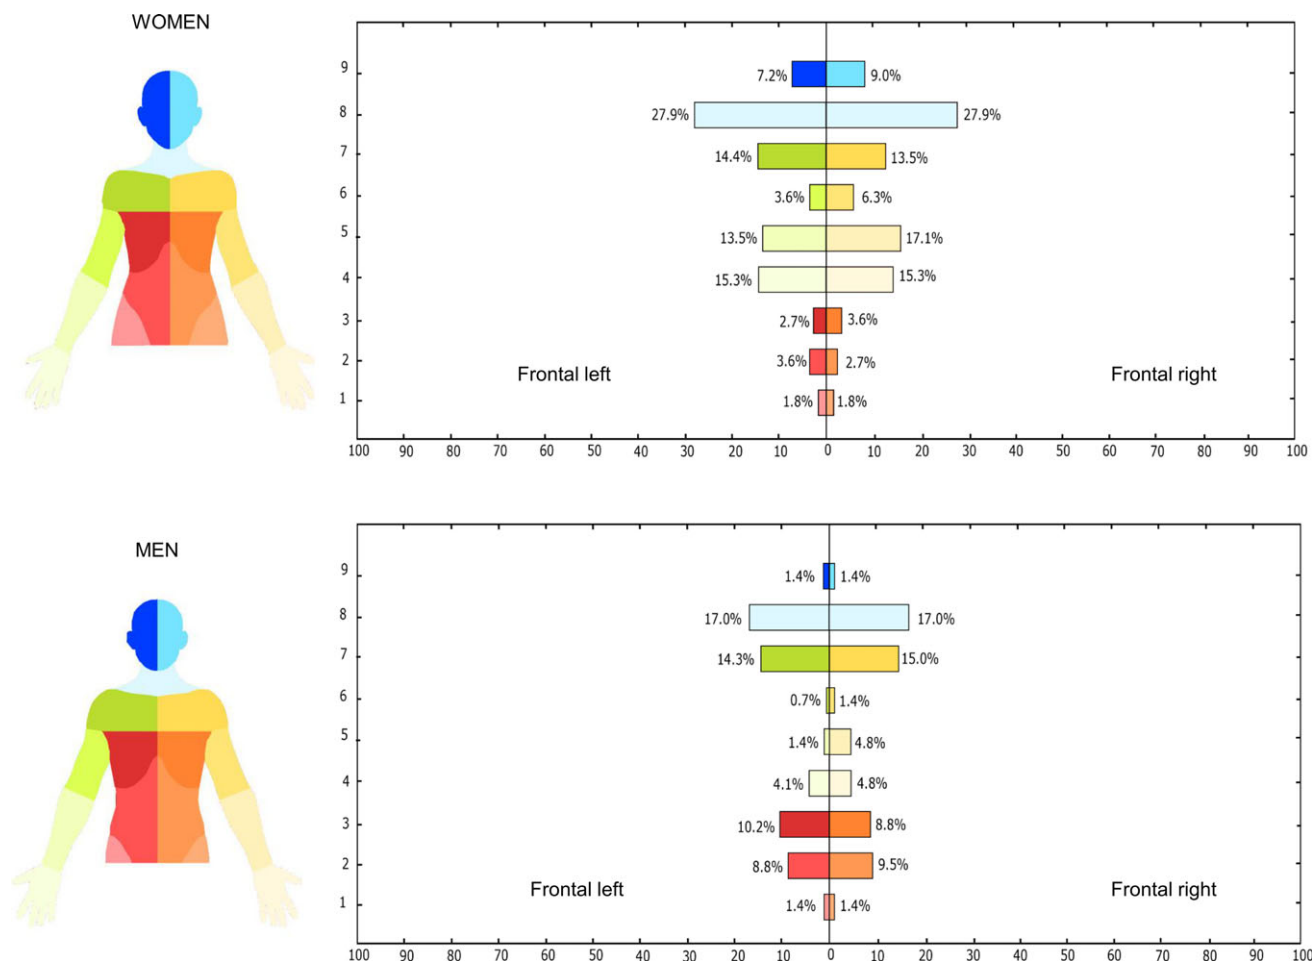 WOMEN
9 7.2% 9.0%
8 27.9% 27.9%
7 14.4% 13.5%
6 3.6% 6.3%
5 13.5% 17.1%
4 15.3% 15.3%
3 2.7% 3.6%
2 3.6% 2.7%
Frontal left Frontal right
1 1.8% 1.8%
100 90 80 70 60 50 40 30 20 10 0 10 20 30 40 50 60 70 80 90 100
MEN
9 1.4% 1.4%
8 17.0% 17.0%
7 14.3% 15.0%
6 0.7% 1.4%
5 1.4% 4.8%
4 4.1% 4.8%
3 10.2% 8.8%
2 8.8% 9.5%
Frontal left Frontal right
1 1.4% 1.4%
100 90 80 70 60 50 40 30 20 10 0 10 20 30 40 50 60 70 80 90 100